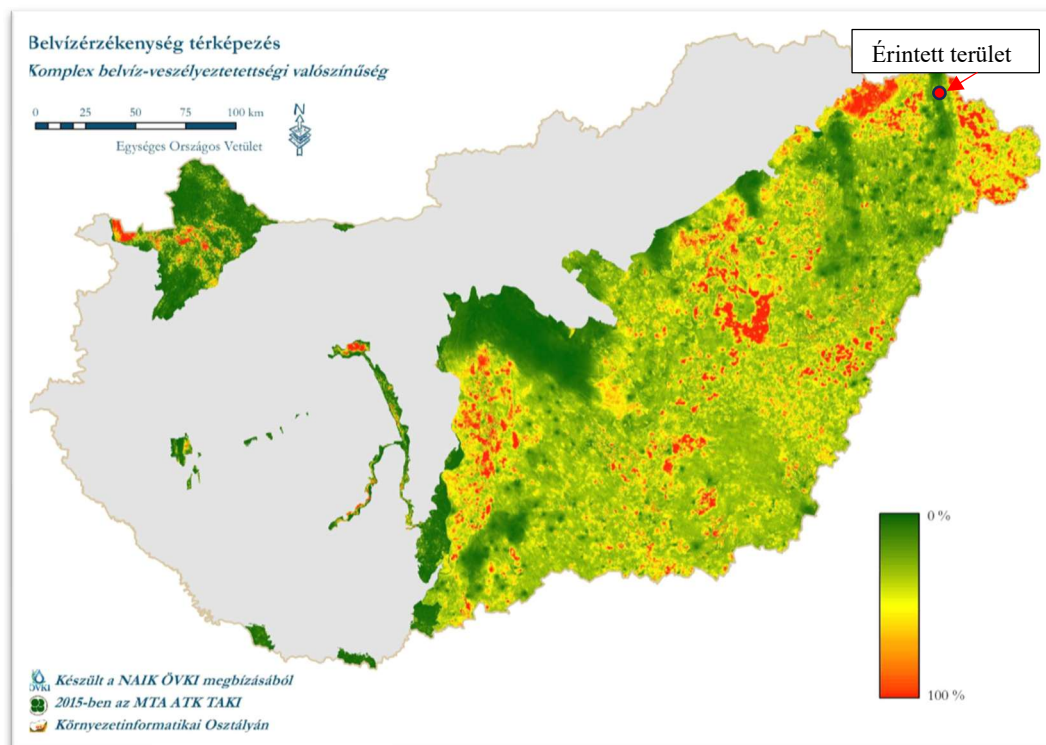 Belvízérzékenység térképezés
Komplex belvíz-veszélyeztetettségi valószínűség
0 25 50 75 100 km
N
Egységes Országos Vetület
Érintett terület
0 %
100 %
ÖVKI
Készült a NAIK ÖVKI megbízásából
2015-ben az MTA ATK TAKI
Környezetinformatikai Osztályán